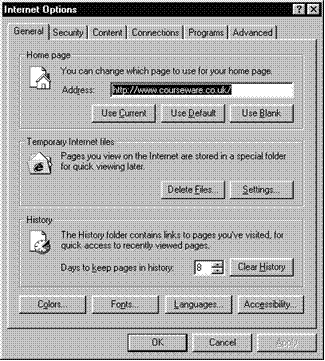 Internet Options
General Security Content Connections Programs Advanced
Home page
You can change which page to use for your home page.
Address: http://www.courseware.co.uk/
Use Current Use Default Use Blank
Temporary Internet files
Pages you view on the Internet are stored in a special folder
for quick viewing later.
Delete Files... Settings...
History
The History folder contains links to pages you've visited, for
quick access to recently viewed pages.
Days to keep pages in history: 8 Clear History
Colors... Fonts... Languages... Accessibility...
OK Cancel Apply